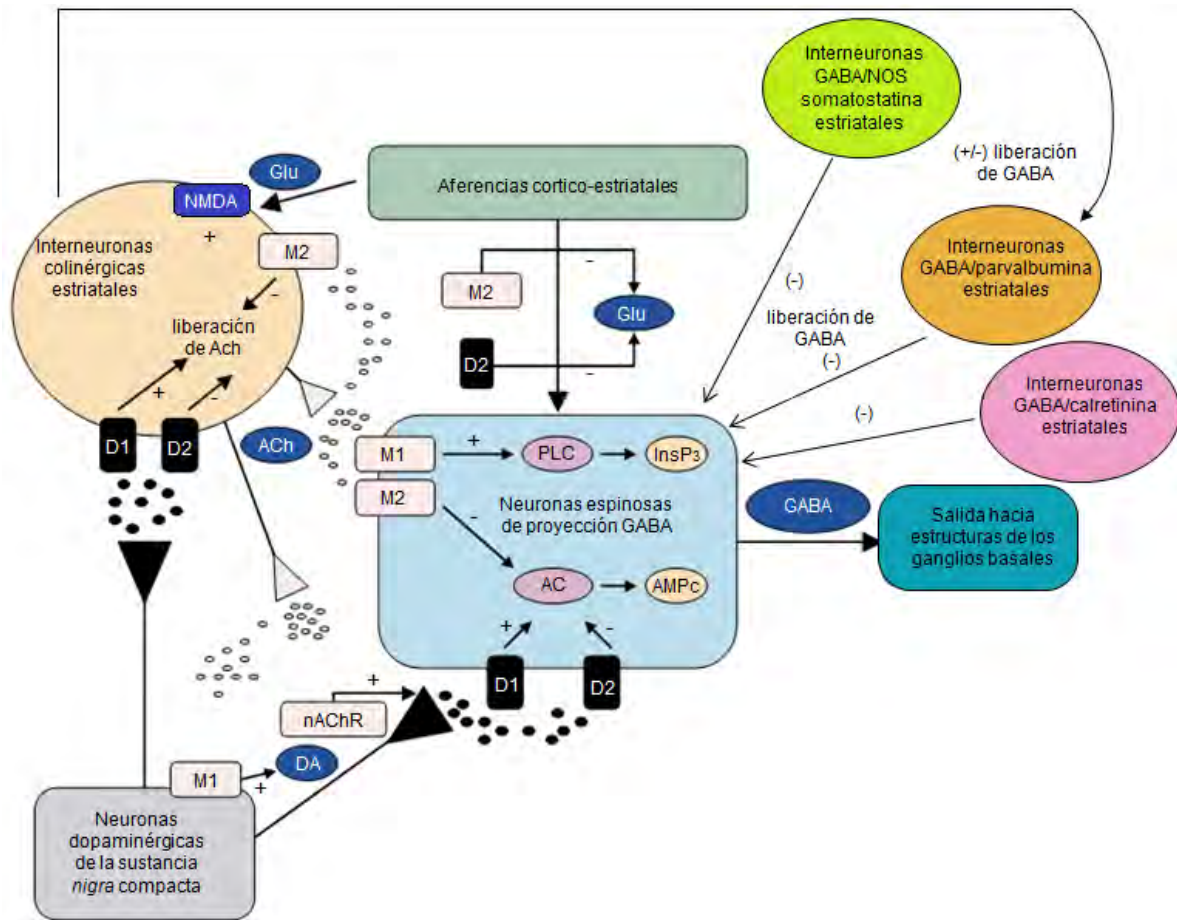 Interneuronas
GABA/NOS
somatostatina
estriatales
(+/-) liberación
de GABA
Glu
NMDA
+
Aferencias cortico-estriatales
Interneuronas
colinérgicas
estriatales
M2
-
liberación
de Ach
+
-
D1
D2
ACh
M2
-
Glu
D2
-
(-)
liberación de
GABA
(-)
Interneuronas
GABA/parvalbumina
estriatales
Interneuronas
GABA/calretinina
estriatales
(-)
M1
+
PLC
InsP3
M2
-
Neuronas espinosas
de proyección GABA
AC
AMPc
+
-
D1
D2
GABA
Salida hacia
estructuras de los
ganglios basales
nAChR
+
M1
+
DA
Neuronas
dopaminérgicas
de la sustancia
nigra compacta